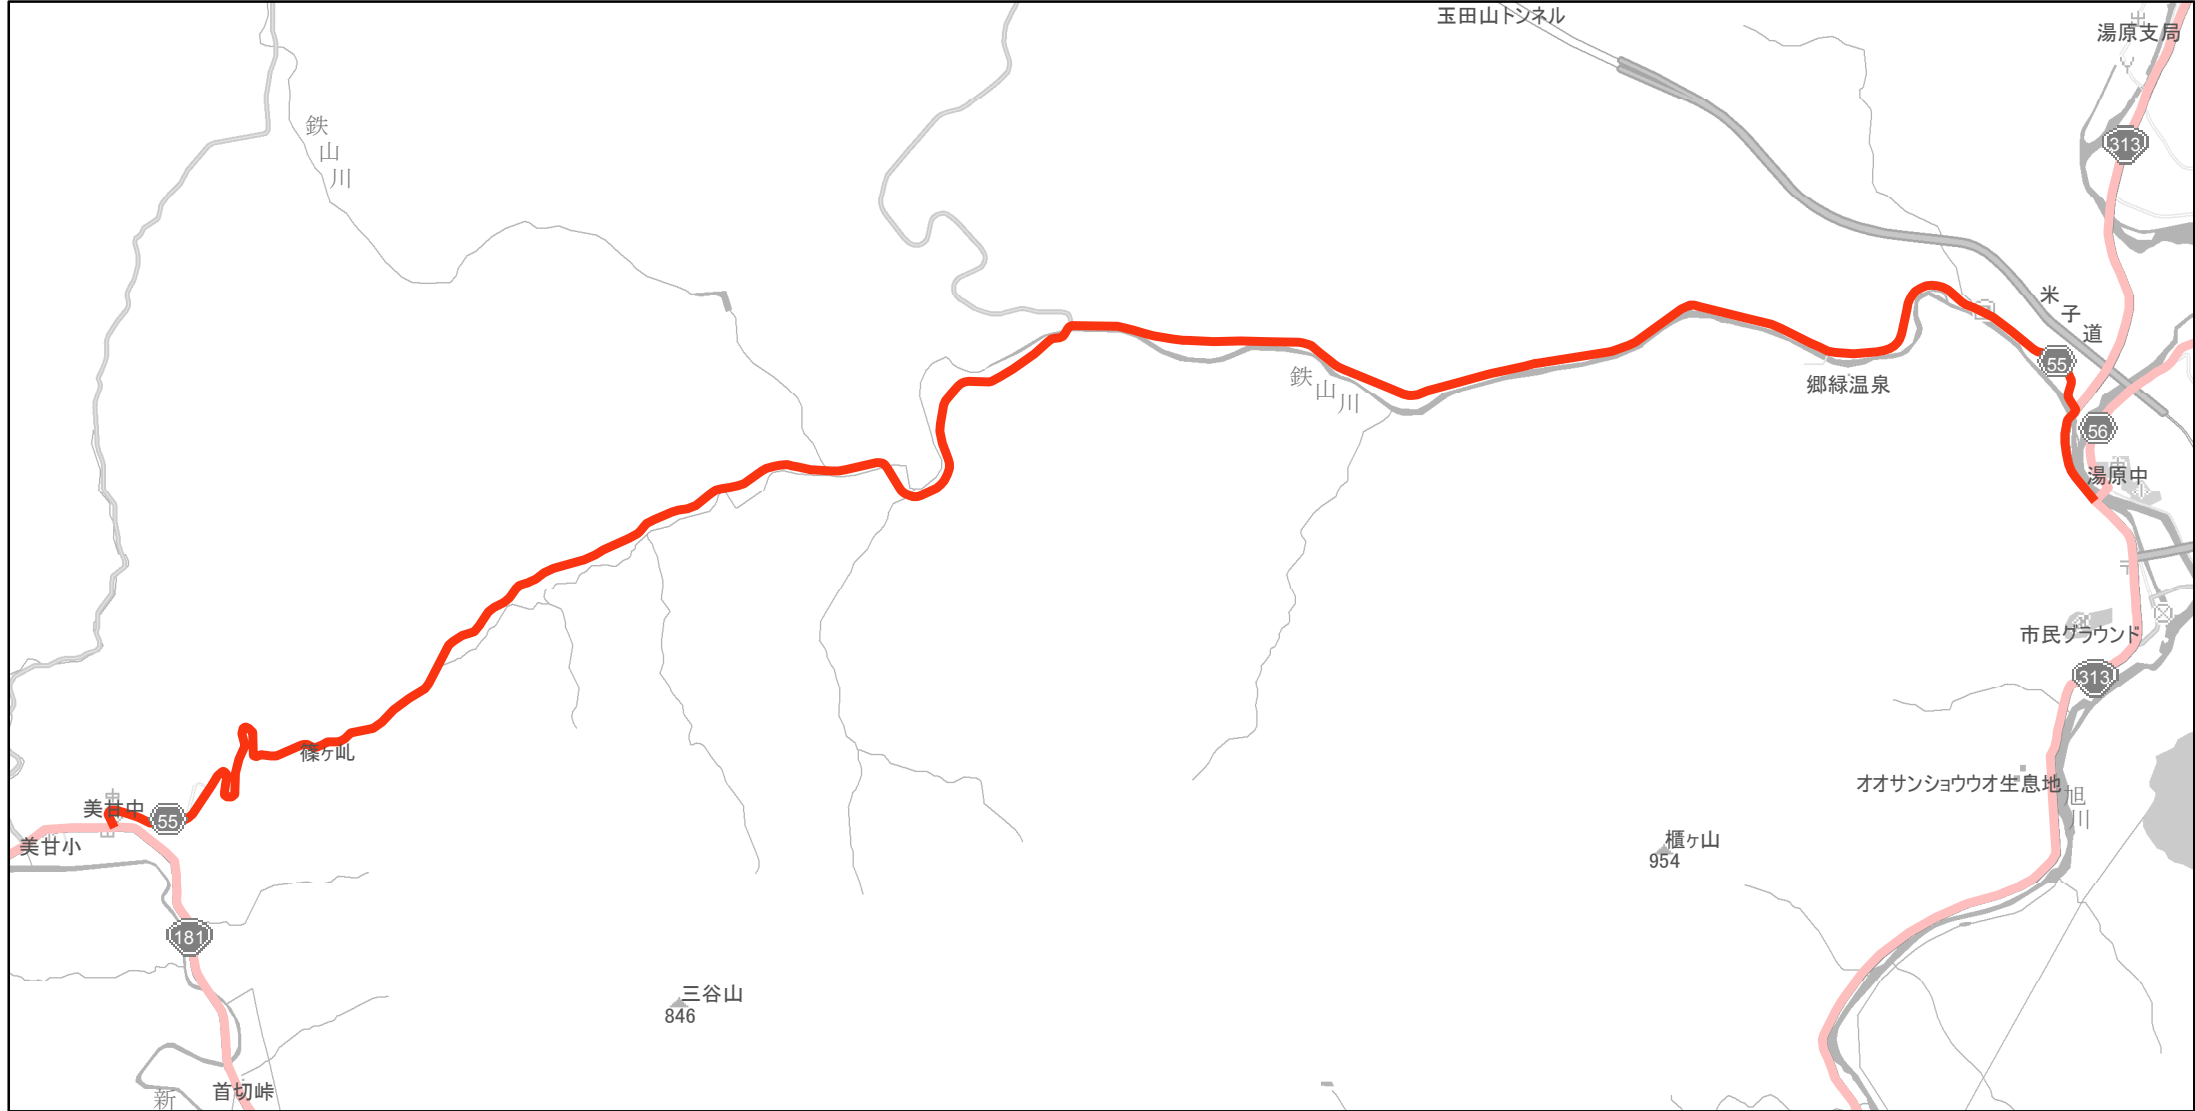 玉田山トンネル
湯原支局
313
鉄山川
米子道
55
鉄山川
郷緑温泉
56
湯原中
市民グラウンド
313
篠ヶ乢
オオサンショウウオ生息地
旭川
美甘中
55
美甘小
櫃ヶ山
954
181
三谷山
846
首切峠
新